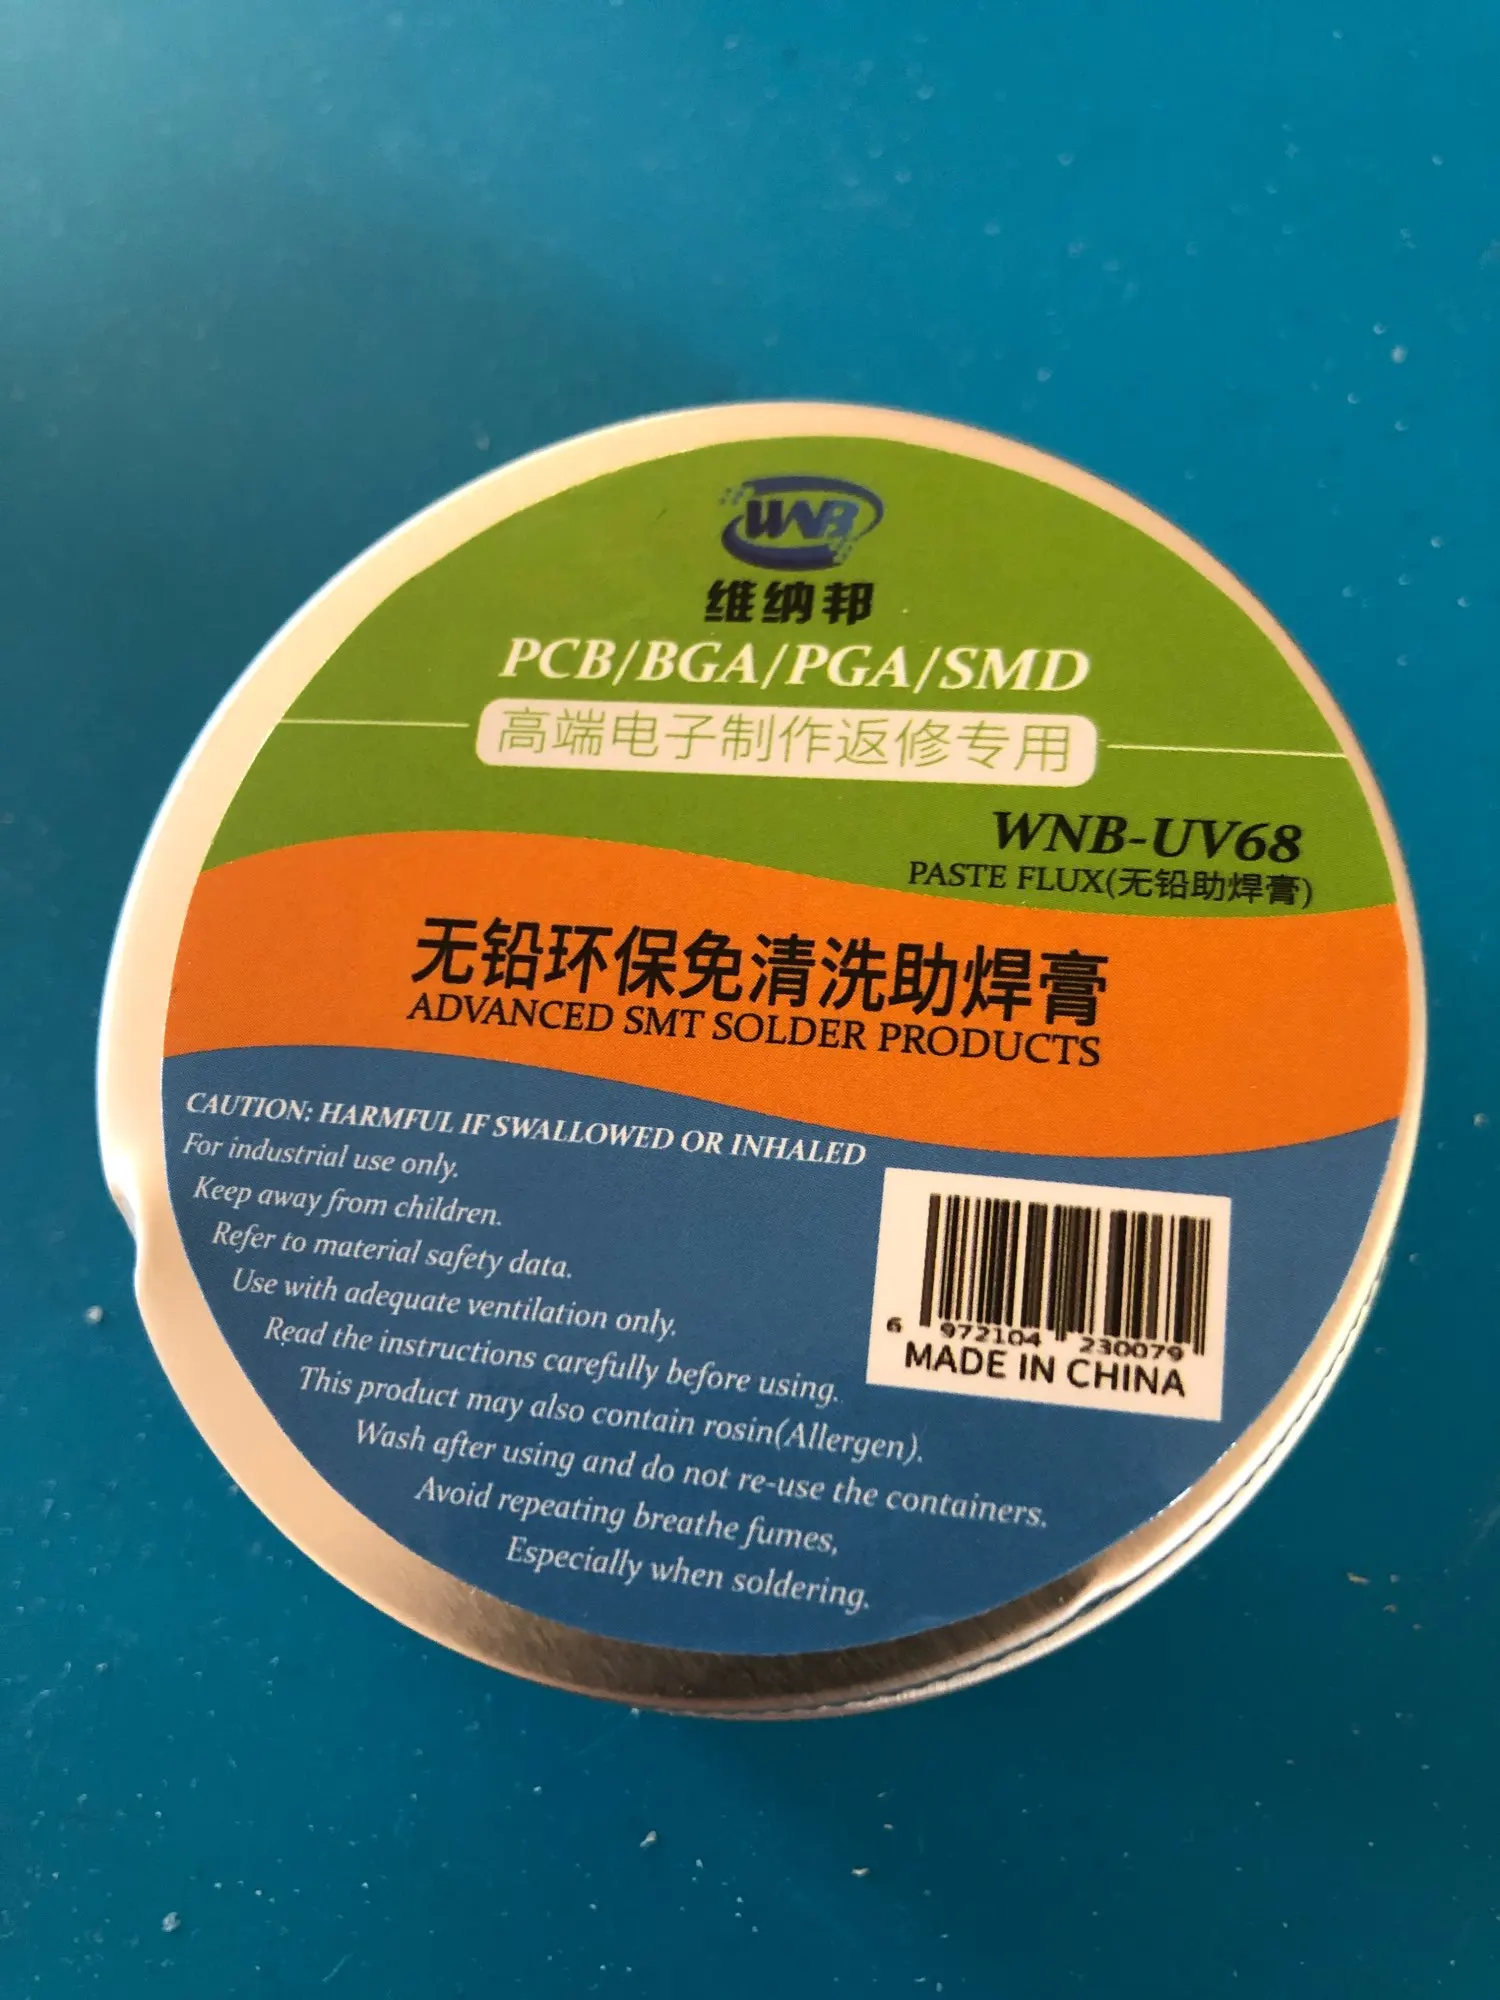 WNB
维纳邦
PCB/BGA/PGA/SMD
高端电子制作返修专用
WNB-UV68
PASTE FLUX(无铅助焊膏)
无铅环保免清洗助焊膏
ADVANCED SMT SOLDER PRODUCTS
CAUTION: HARMFUL IF SWALLOWED OR INHALED
For industrial use only.
Keep away from children.
Refer to material safety data.
Use with adequate ventilation only.
Read the instructions carefully before using.
This product may also contain rosin(Allergen).
Wash after using and do not re-use the containers.
Avoid repeating breathe fumes,
Especially when soldering.
6 972104 230079
MADE IN CHINA